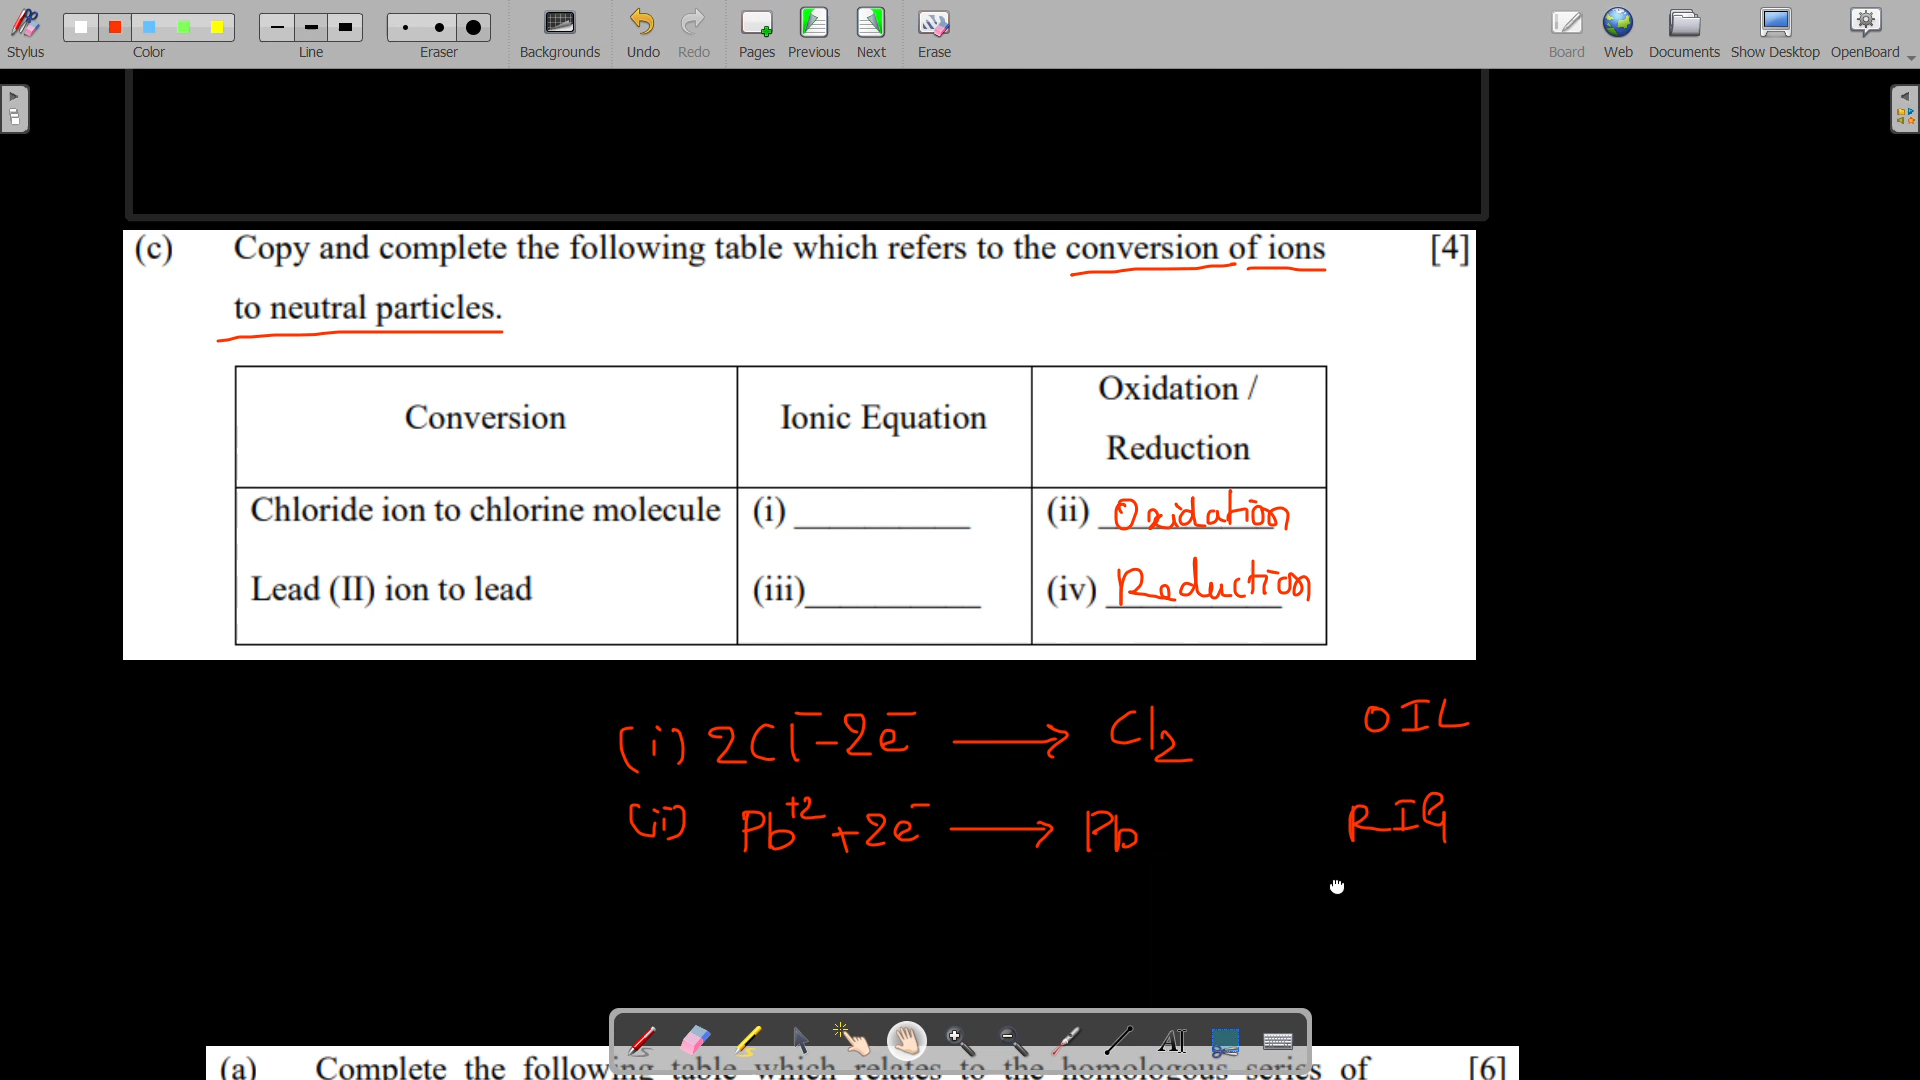 Stylus Color Line Eraser Backgrounds Undo Redo Pages Previous Next Erase Board Web Documents Show Desktop OpenBoard
(c) Copy and complete the following table which refers to the conversion of ions [4]
to neutral particles.
Conversion Ionic Equation Oxidation / Reduction
Chloride ion to chlorine molecule (i) __________ (ii) Oxidation
Lead (II) ion to lead (iii)__________ (iv) Reduction
(i) 2Cl⁻ - 2e⁻ → Cl₂ OIL
(ii) Pb⁺² + 2e⁻ → Pb RIG
(a) Complete the following table which relates to the homologous series of [6]